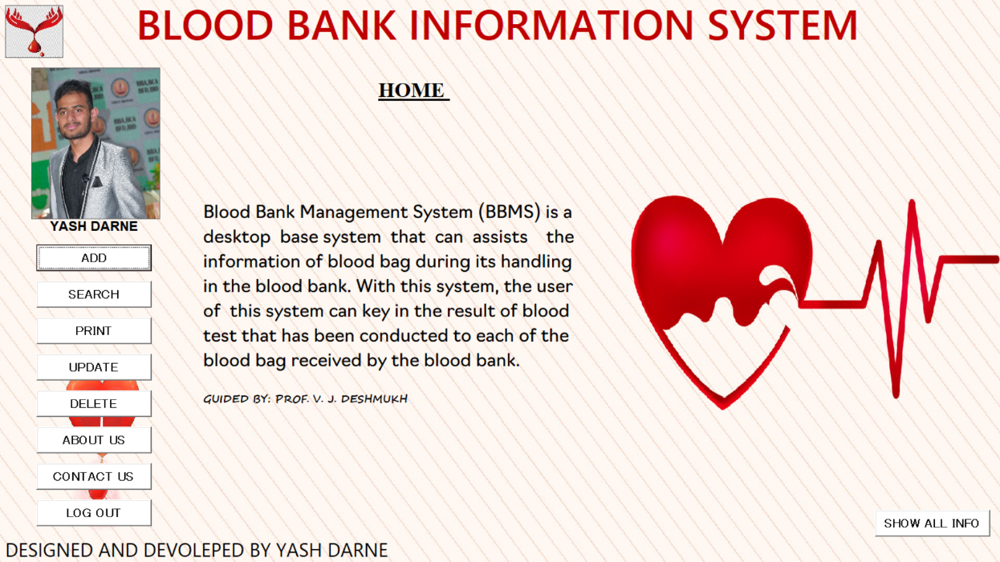 BLOOD BANK INFORMATION SYSTEM
HOME
YASH DARNE
ADD
SEARCH
PRINT
UPDATE
DELETE
ABOUT US
CONTACT US
LOG OUT
Blood Bank Management System (BBMS) is a
desktop base system that can assists the
information of blood bag during its handling
in the blood bank. With this system, the user
of this system can key in the result of blood
test that has been conducted to each of the
blood bag received by the blood bank.
GUIDED BY: PROF. V. J. DESHMUKH
SHOW ALL INFO
DESIGNED AND DEVOLEPED BY YASH DARNE